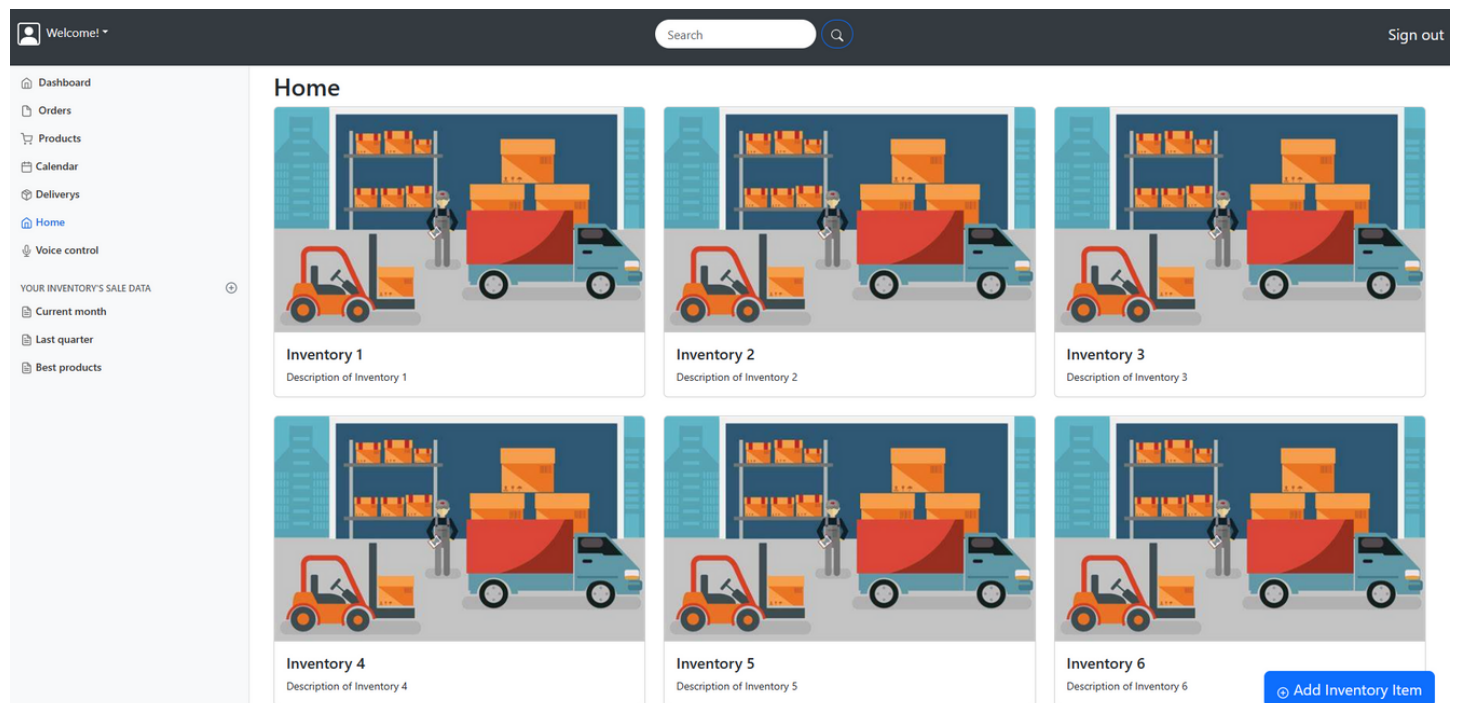 Welcome!
Search
Sign out
Dashboard
Orders
Products
Calendar
Deliverys
Home
Voice control
YOUR INVENTORY'S SALE DATA
Current month
Last quarter
Best products
Home
Inventory 1
Description of Inventory 1
Inventory 2
Description of Inventory 2
Inventory 3
Description of Inventory 3
Inventory 4
Description of Inventory 4
Inventory 5
Description of Inventory 5
Inventory 6
Description of Inventory 6
Add Inventory Item